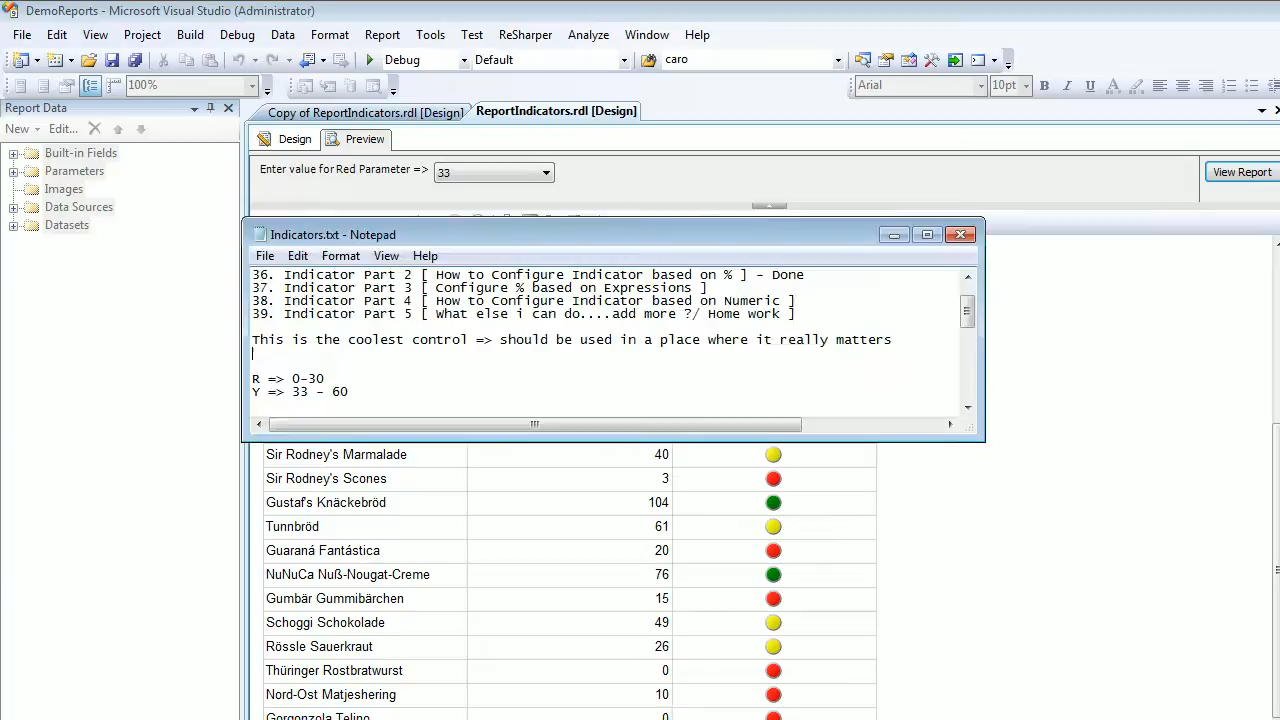 DemoReports - Microsoft Visual Studio (Administrator)
File Edit View Project Build Debug Data Format Report Tools Test ReSharper Analyze Window Help
Debug Default caro
100% Arial 10pt B I U A
Report Data
Copy of ReportIndicators.rdl [Design] ReportIndicators.rdl [Design]
New Edit...
Design Preview
Built-in Fields
Parameters
Images
Data Sources
Datasets
Enter value for Red Parameter => 33 View Report
Indicators.txt - Notepad
File Edit Format View Help
36. Indicator Part 2 [ How to Configure Indicator based on % ] - Done
37. Indicator Part 3 [ Configure % based on Expressions ]
38. Indicator Part 4 [ How to Configure Indicator based on Numeric ]
39. Indicator Part 5 [ What else i can do....add more ?/ Home work ]
This is the coolest control => should be used in a place where it really matters
R => 0-30
Y => 33 - 60
Sir Rodney's Marmalade 40
Sir Rodney's Scones 3
Gustaf's Knäckebröd 104
Tunnbröd 61
Guaraná Fantástica 20
NuNuCa Nuß-Nougat-Creme 76
Gumbär Gummibärchen 15
Schoggi Schokolade 49
Rössle Sauerkraut 26
Thüringer Rostbratwurst 0
Nord-Ost Matjeshering 10
Gorgonzola Telino 0